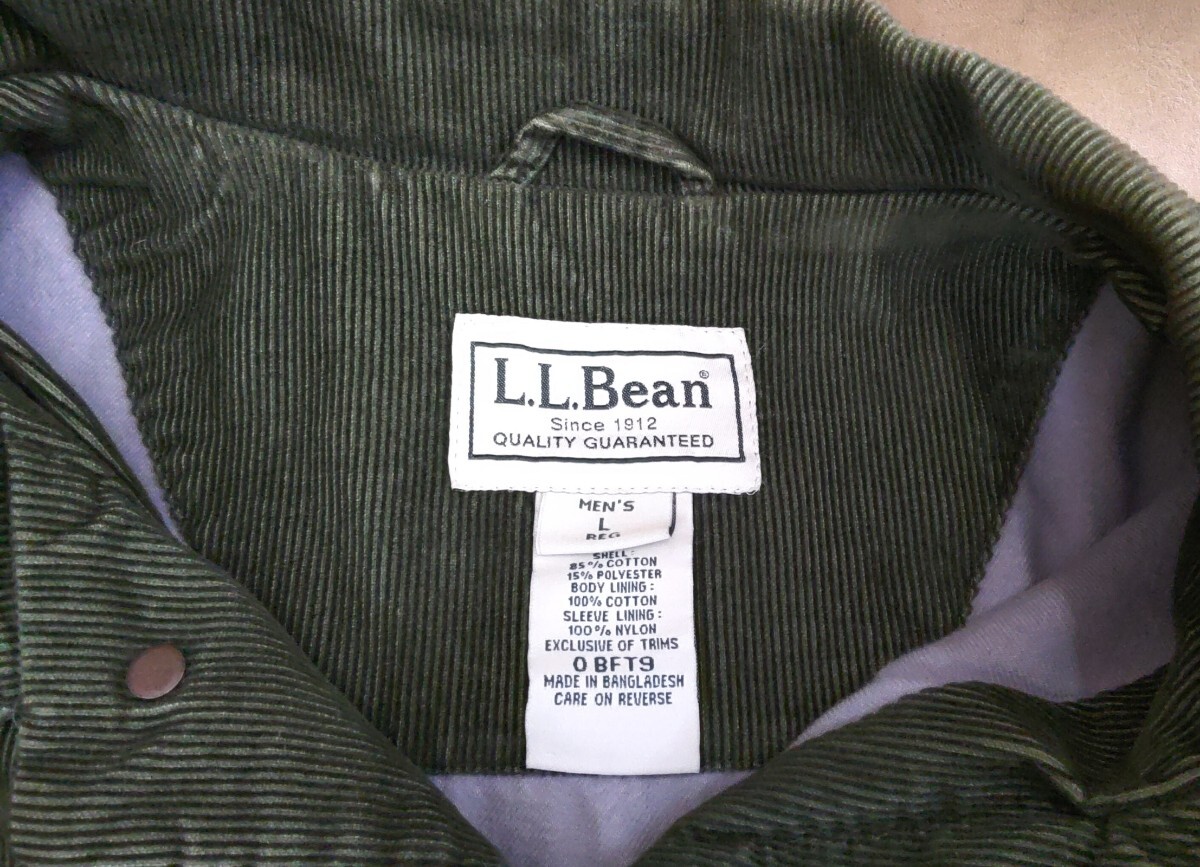 L.L.Bean®
Since 1912
QUALITY GUARANTEED
MEN'S
L
REG
SHELL:
85% COTTON
15% POLYESTER
BODY LINING:
100% COTTON
SLEEVE LINING:
100% NYLON
EXCLUSIVE OF TRIMS
0 BFT9
MADE IN BANGLADESH
CARE ON REVERSE